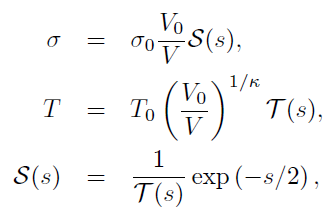 σ = σ₀ V₀/V 𝒮(s),
T = T₀ (V₀/V)^{1/κ} 𝒯(s),
𝒮(s) = 1/𝒯(s) exp (−s/2) ,